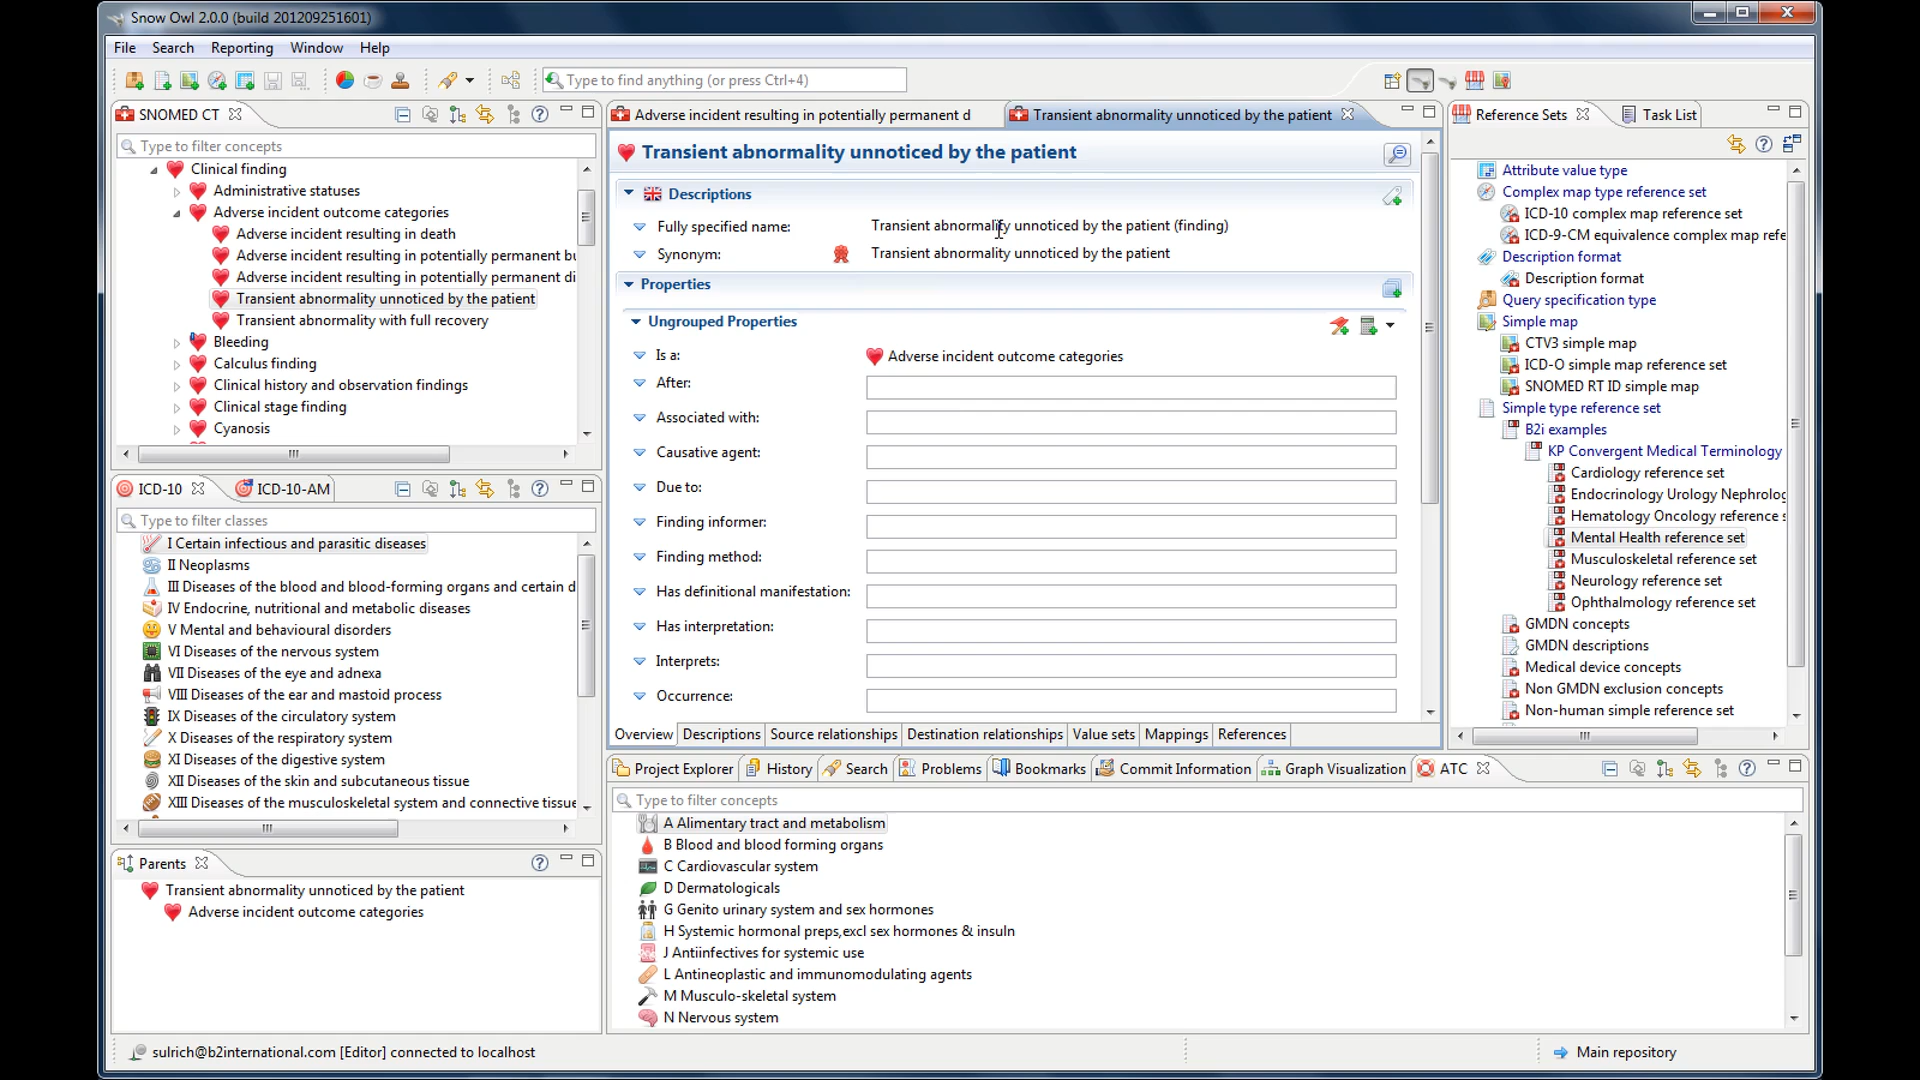 Snow Owl 2.0.0 (build 201209251601)
File Search Reporting Window Help
Type to find anything (or press Ctrl+4)
SNOMED CT
Type to filter concepts
Clinical finding
Administrative statuses
Adverse incident outcome categories
Adverse incident resulting in death
Adverse incident resulting in potentially permanent bu
Adverse incident resulting in potentially permanent di
Transient abnormality unnoticed by the patient
Transient abnormality with full recovery
Bleeding
Calculus finding
Clinical history and observation findings
Clinical stage finding
Cyanosis
ICD-10 ICD-10-AM
Type to filter classes
I Certain infectious and parasitic diseases
II Neoplasms
III Diseases of the blood and blood-forming organs and certain d
IV Endocrine, nutritional and metabolic diseases
V Mental and behavioural disorders
VI Diseases of the nervous system
VII Diseases of the eye and adnexa
VIII Diseases of the ear and mastoid process
IX Diseases of the circulatory system
X Diseases of the respiratory system
XI Diseases of the digestive system
XII Diseases of the skin and subcutaneous tissue
XIII Diseases of the musculoskeletal system and connective tissue
Parents
Transient abnormality unnoticed by the patient
Adverse incident outcome categories
Adverse incident resulting in potentially permanent d
Transient abnormality unnoticed by the patient
Transient abnormality unnoticed by the patient
Descriptions
Fully specified name: Transient abnormality unnoticed by the patient (finding)
Synonym: Transient abnormality unnoticed by the patient
Properties
Ungrouped Properties
Is a: Adverse incident outcome categories
After:
Associated with:
Causative agent:
Due to:
Finding informer:
Finding method:
Has definitional manifestation:
Has interpretation:
Interprets:
Occurrence:
Overview Descriptions Source relationships Destination relationships Value sets Mappings References
Project Explorer History Search Problems Bookmarks Commit Information Graph Visualization ATC
Type to filter concepts
A Alimentary tract and metabolism
B Blood and blood forming organs
C Cardiovascular system
D Dermatologicals
G Genito urinary system and sex hormones
H Systemic hormonal preps,excl sex hormones & insuln
J Antiinfectives for systemic use
L Antineoplastic and immunomodulating agents
M Musculo-skeletal system
N Nervous system
Reference Sets Task List
Attribute value type
Complex map type reference set
ICD-10 complex map reference set
ICD-9-CM equivalence complex map refe
Description format
Description format
Query specification type
Simple map
CTV3 simple map
ICD-O simple map reference set
SNOMED RT ID simple map
Simple type reference set
B2i examples
KP Convergent Medical Terminology
Cardiology reference set
Endocrinology Urology Nephrolog
Hematology Oncology reference s
Mental Health reference set
Musculoskeletal reference set
Neurology reference set
Ophthalmology reference set
GMDN concepts
GMDN descriptions
Medical device concepts
Non GMDN exclusion concepts
Non-human simple reference set
sulrich@b2international.com [Editor] connected to localhost
Main repository